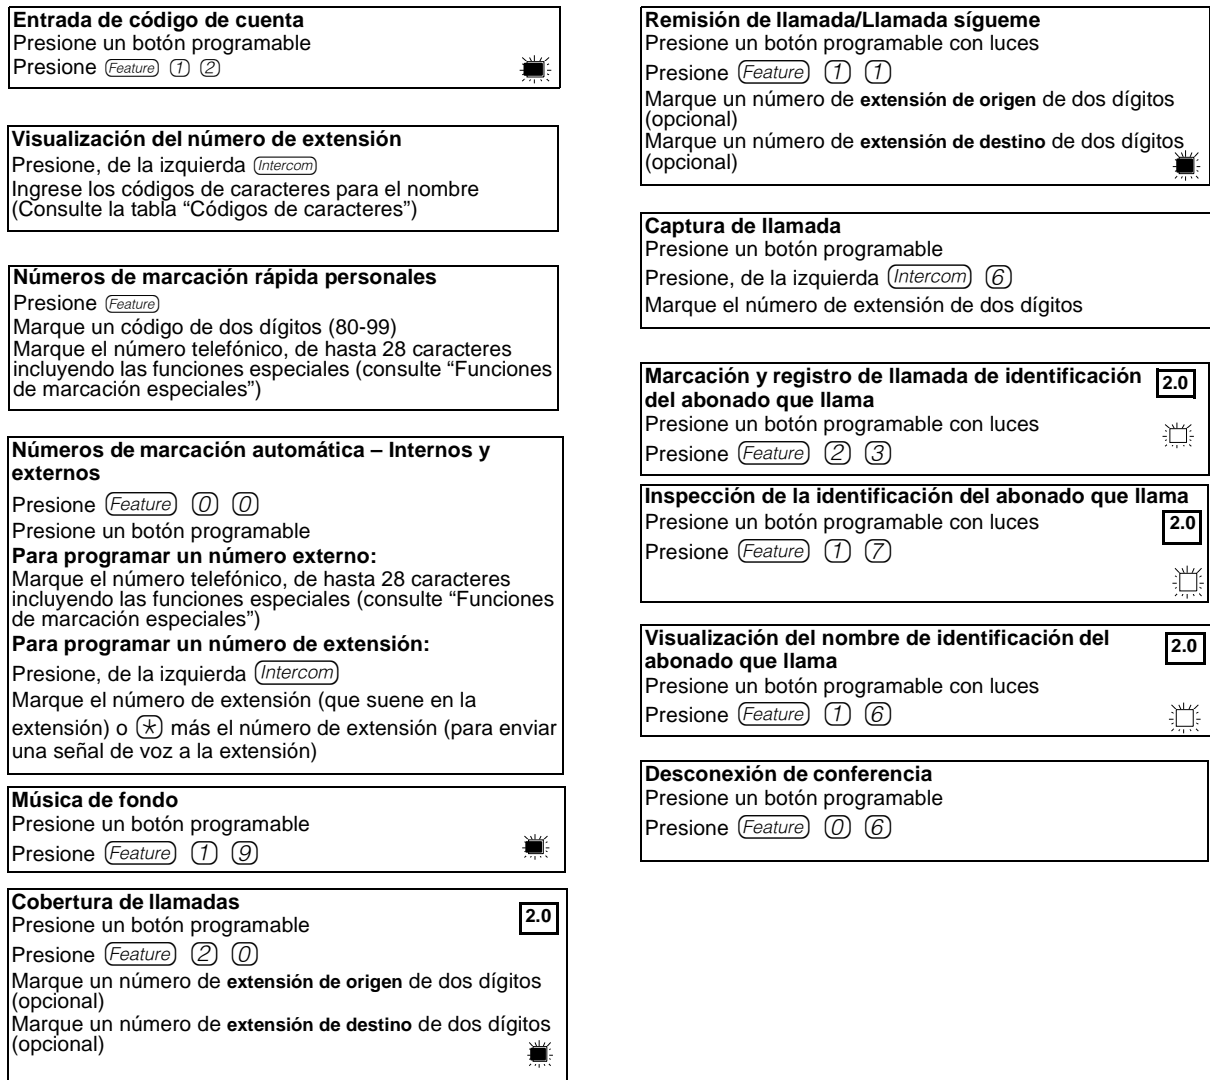 Entrada de código de cuenta
Presione un botón programable
Presione Feature 1 2
Visualización del número de extensión
Presione, de la izquierda Intercom
Ingrese los códigos de caracteres para el nombre
(Consulte la tabla “Códigos de caracteres”)
Números de marcación rápida personales
Presione Feature
Marque un código de dos dígitos (80-99)
Marque el número telefónico, de hasta 28 caracteres
incluyendo las funciones especiales (consulte “Funciones
de marcación especiales”)
Números de marcación automática – Internos y
externos
Presione Feature 0 0
Presione un botón programable
Para programar un número externo:
Marque el número telefónico, de hasta 28 caracteres
incluyendo las funciones especiales (consulte “Funciones
de marcación especiales”)
Para programar un número de extensión:
Presione, de la izquierda Intercom
Marque el número de extensión (que suene en la
extensión) o * más el número de extensión (para enviar
una señal de voz a la extensión)
Música de fondo
Presione un botón programable
Presione Feature 1 9
Cobertura de llamadas
2.0
Presione un botón programable
Presione Feature 2 0
Marque un número de extensión de origen de dos dígitos
(opcional)
Marque un número de extensión de destino de dos dígitos
(opcional)
Remisión de llamada/Llamada sígueme
Presione un botón programable con luces
Presione Feature 1 1
Marque un número de extensión de origen de dos dígitos
(opcional)
Marque un número de extensión de destino de dos dígitos
(opcional)
Captura de llamada
Presione un botón programable
Presione, de la izquierda Intercom 6
Marque el número de extensión de dos dígitos
Marcación y registro de llamada de identificación
2.0
del abonado que llama
Presione un botón programable con luces
Presione Feature 2 3
Inspección de la identificación del abonado que llama
Presione un botón programable con luces
2.0
Presione Feature 1 7
Visualización del nombre de identificación del
2.0
abonado que llama
Presione un botón programable con luces
Presione Feature 1 6
Desconexión de conferencia
Presione un botón programable
Presione Feature 0 6